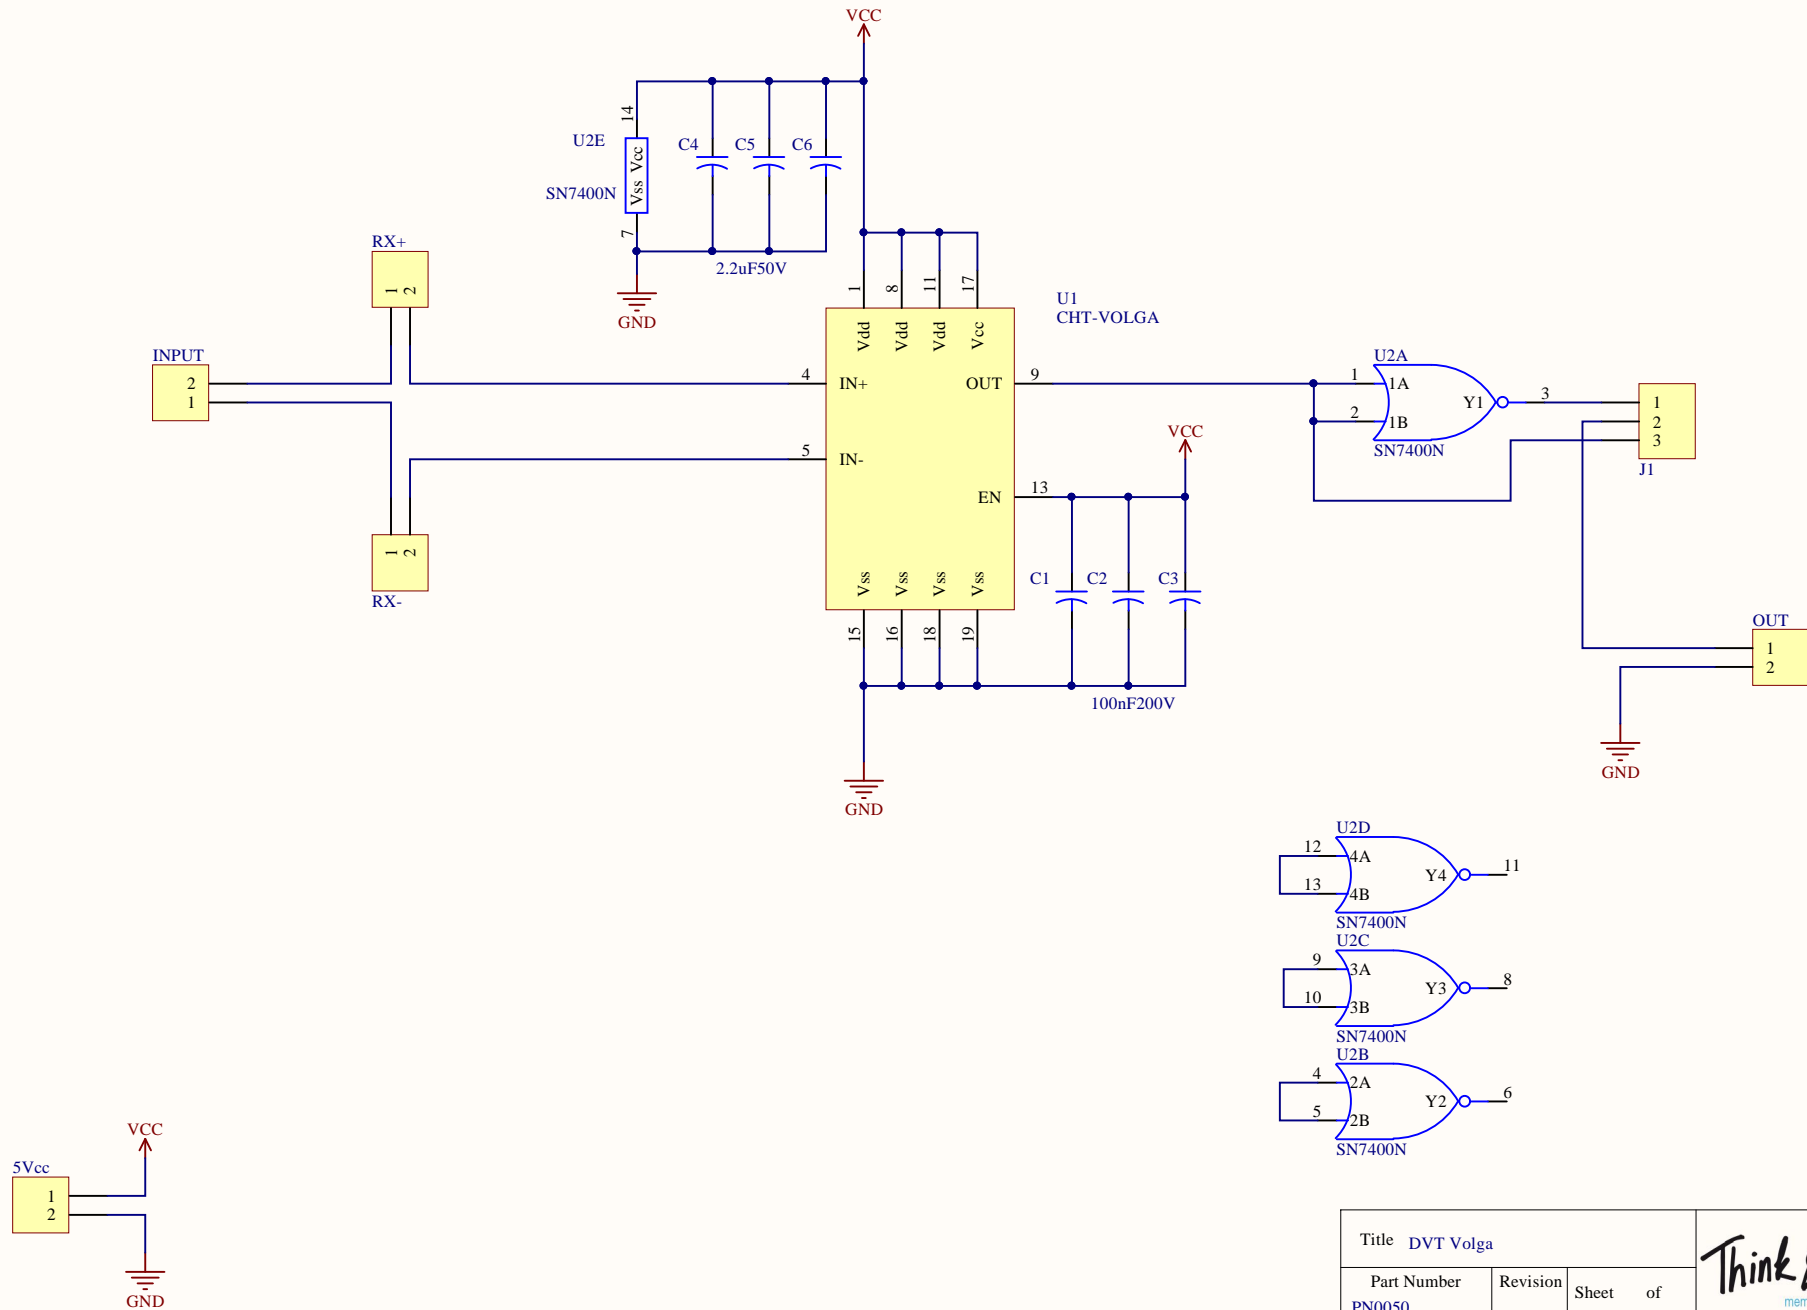 VCC
14
U2E
Vss Vcc
SN7400N
7
C4
C5
C6
2.2uF50V
GND
RX+
1
2
INPUT
2
1
1
2
RX-
1
8
11
17
U1
CHT-VOLGA
Vdd
Vdd
Vdd
Vcc
4
IN+
OUT
9
5
IN-
EN
13
Vss
Vss
Vss
Vss
15
16
18
19
GND
VCC
C1
C2
C3
100nF200V
U2A
1
1A
2
1B
Y1
3
SN7400N
1
2
3
J1
OUT
1
2
GND
U2D
12
4A
13
4B
Y4
11
SN7400N
U2C
9
3A
10
3B
Y3
8
SN7400N
U2B
4
2A
5
2B
Y2
6
SN7400N
VCC
5Vcc
1
2
GND
Title DVT Volga
Part Number
Revision
Sheet of
PN0050
Think
mem